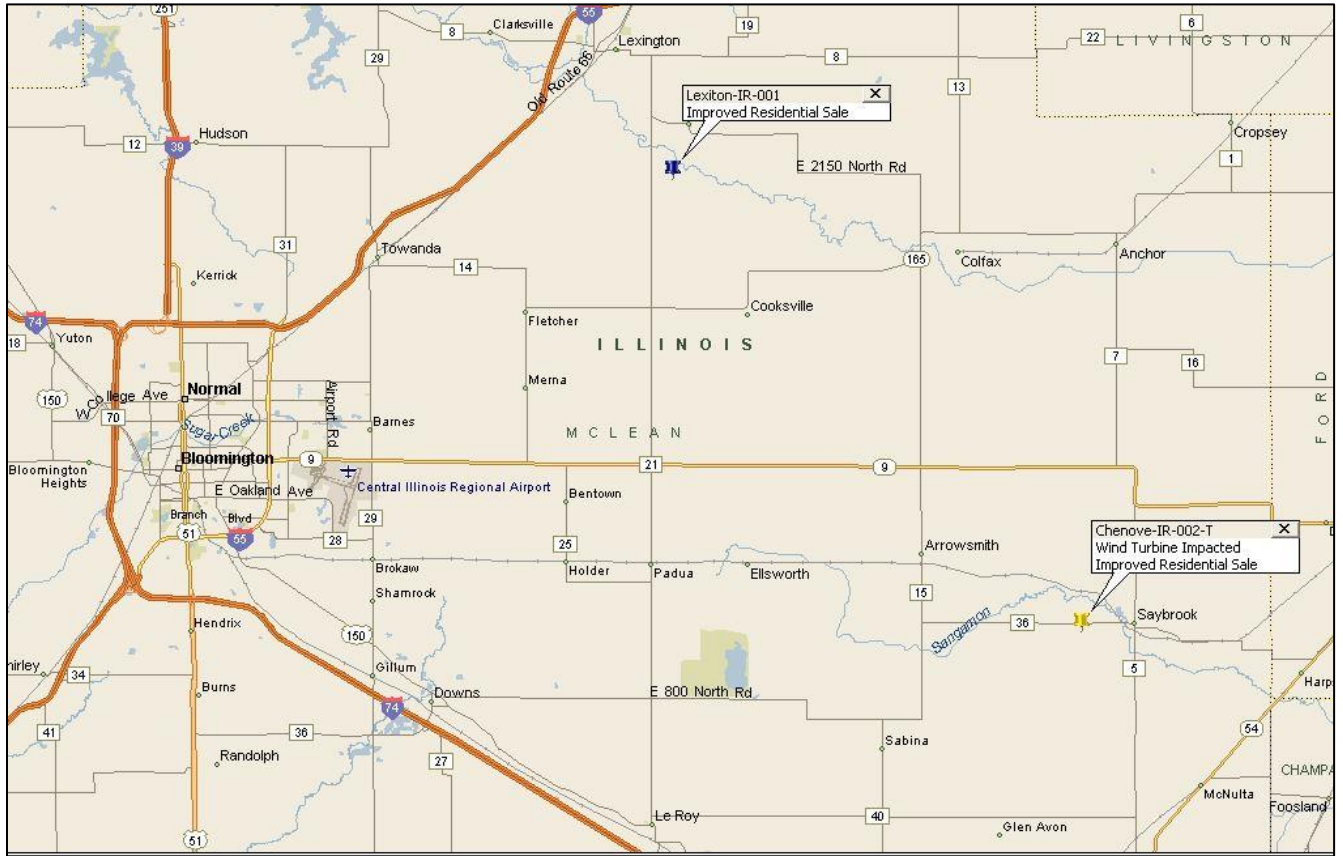 251
55
Clarksville
8
19
6
Lexington
22
LIVINGSTON
29
8
Old Route 66
13
Lexiton-IR-001 X
Improved Residential Sale
Hudson
12
39
Cropsey
1
E 2150 North Rd
31
Towanda
14
Kerrick
165
Colfax
Anchor
Cooksville
74
Fletcher
Yuton
18
ILLINOIS
7
16
Merna
FORD
Normal
150
W College Ave
70
Airport Rd
Sugar Creek
Barnes
MCLEAN
Bloomington
9
21
9
Bloomington
Heights
E Oakland Ave
Central Illinois Regional Airport
Bentown
Branch
Blvd
29
51
55
28
25
Chenove-IR-002-T X
Wind Turbine Impacted
Improved Residential Sale
Arrowsmith
Brokaw
Holder
Padua
Ellsworth
15
Shamrock
Sangamon
36
Saybrook
Hendrix
150
5
34
Gillum
Burns
Downs
E 800 North Rd
74
41
36
54
Sabina
Randolph
27
CHAMPA
McNulta
Foosland
Le Roy
40
Glen Avon
51
hirley
Harps